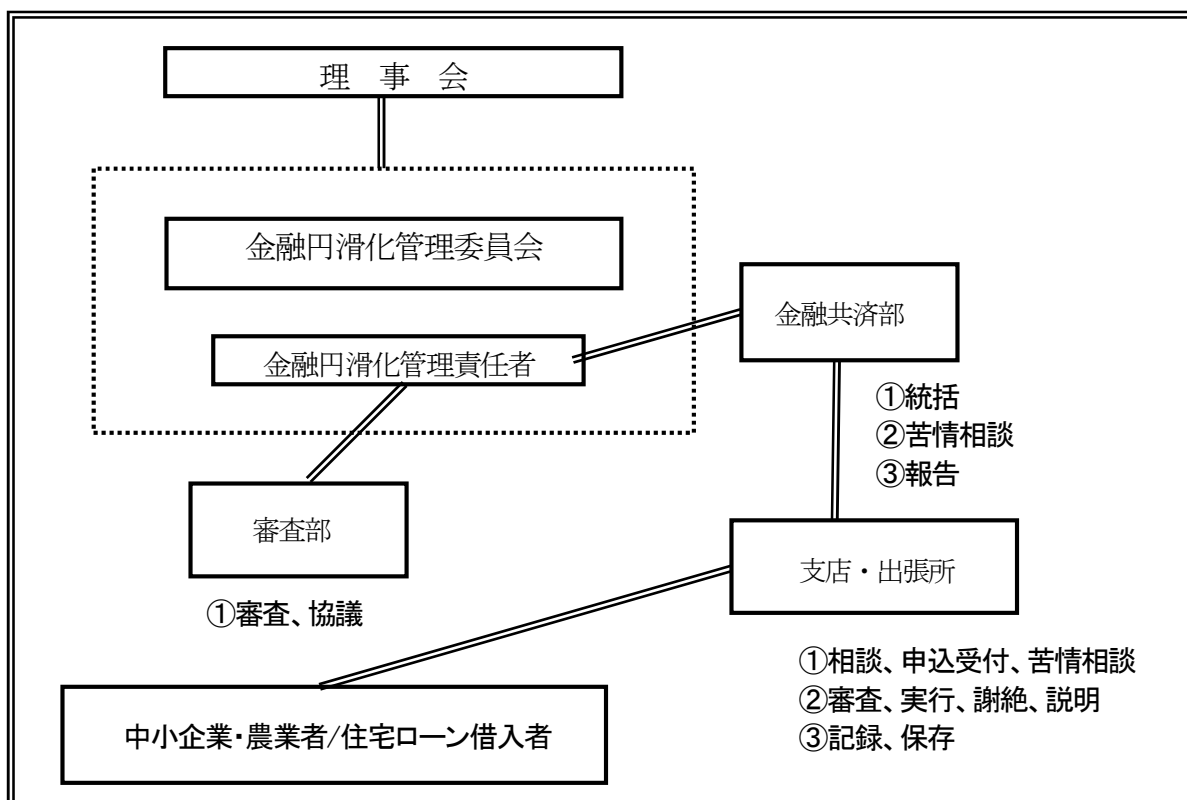 理　事　会
金融円滑化管理委員会
金融円滑化管理責任者
金融共済部
①統括
②苦情相談
③報告
審査部
①審査、協議
支店・出張所
①相談、申込受付、苦情相談
②審査、実行、謝絶、説明
③記録、保存
中小企業・農業者/住宅ローン借入者